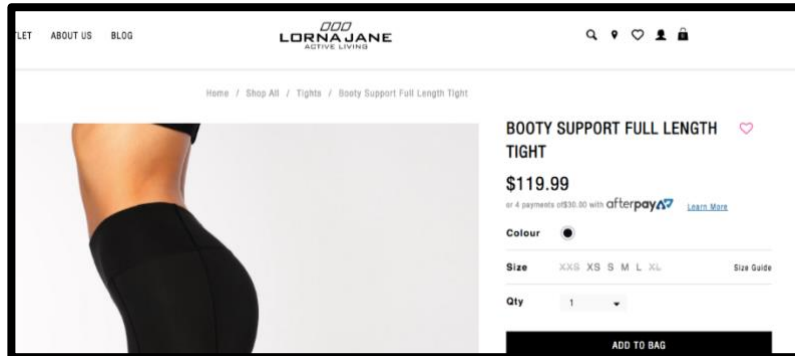 TLET ABOUT US BLOG
LORNA JANE
ACTIVE LIVING
Home / Shop All / Tights / Booty Support Full Length Tight
BOOTY SUPPORT FULL LENGTH
TIGHT
$119.99
or 4 payments of$30.00 with afterpay Learn More
Colour
Size XXS XS S M L XL Size Guide
Qty 1
ADD TO BAG